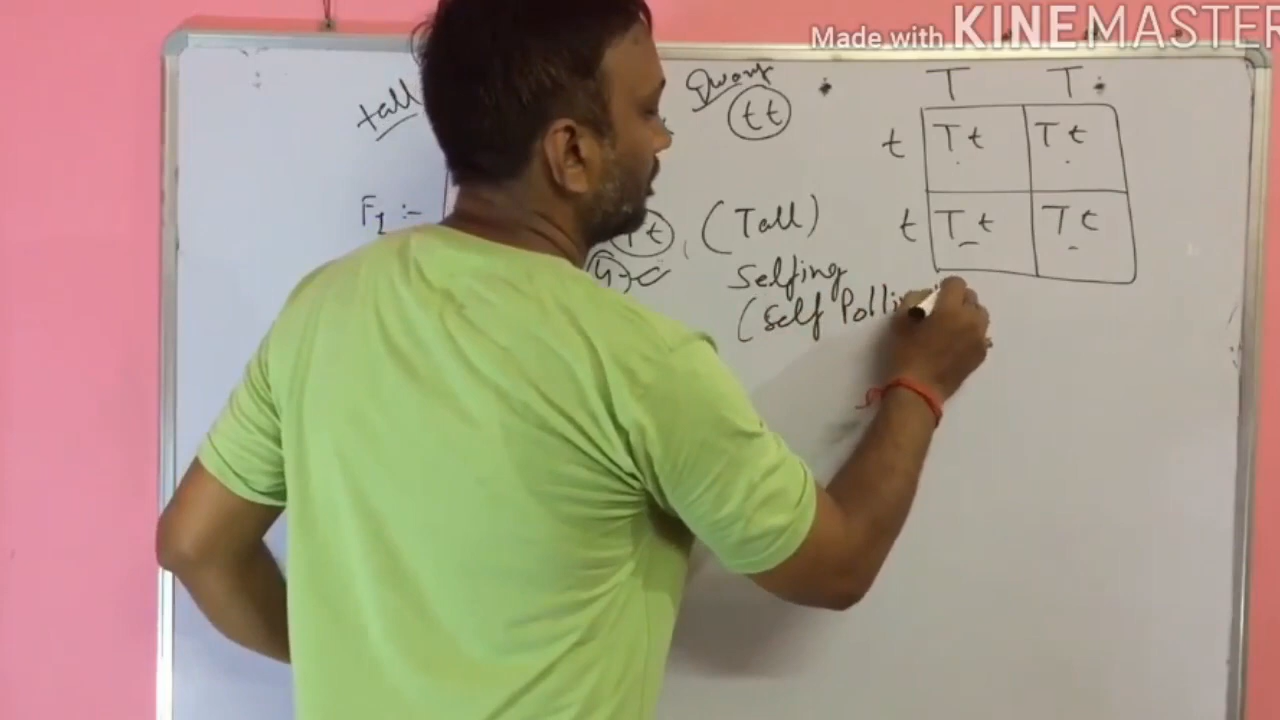 Made with KINEMASTER
tall
Dwarf
tt
T T
t Tt Tt
t Tt Tt
F1 :-
Tt, (Tall)
Selfing
(Self Polli